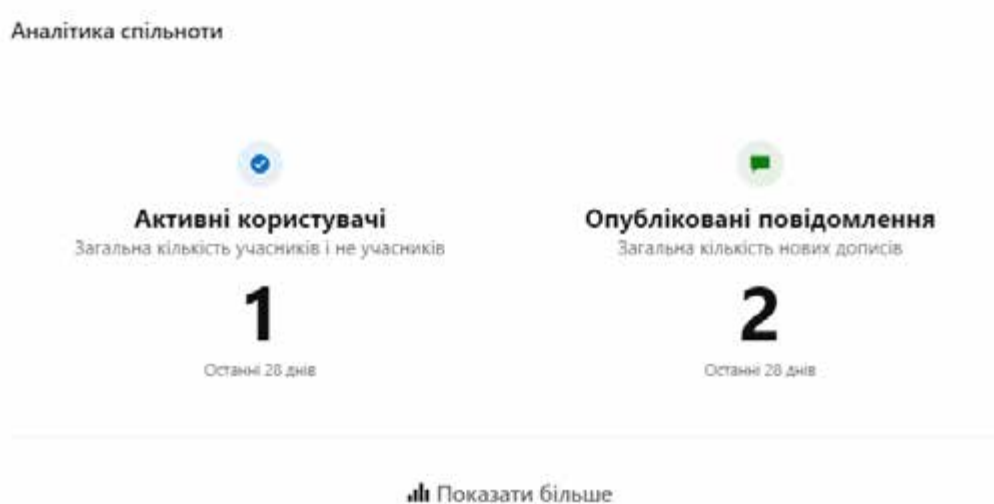 Аналітика спільноти
Активні користувачі
Загальна кількість учасників і не учасників
1
Останні 28 днів
Опубліковані повідомлення
Загальна кількість нових дописів
2
Останні 28 днів
Показати більше